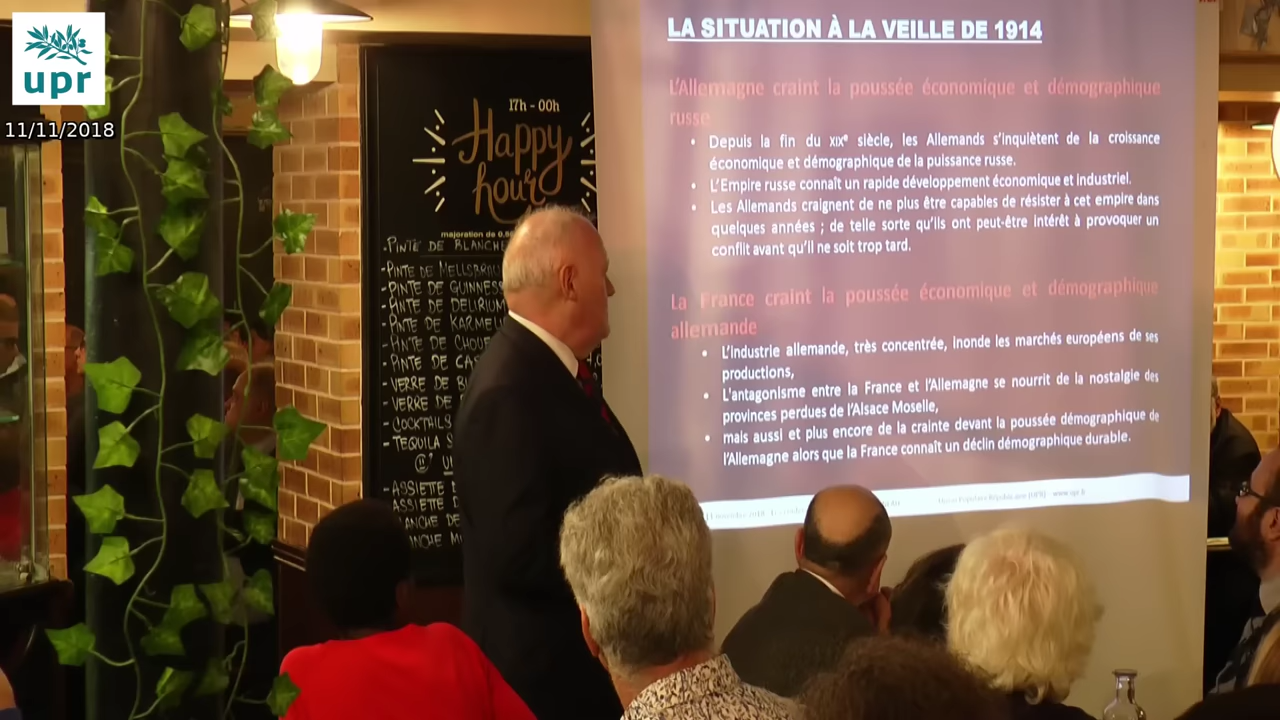 upr
11/11/2018
17h - 00h
Happy
hour
majoration de 0.5
-PINTE DE BLANCHE
-PINTE DE
-PINTE DE GUINNESS
-PINTE DE DELIRIUM
-PINTE DE
-PINTE DE
PINTE DE
-VERRE DE
-VERRE DE
-COCKTAILS
-TEQUILA
-ASSIETTE
-ASSIETTE
DE
LA SITUATION À LA VEILLE DE 1914
L'Allemagne craint la poussée économique et démographique
russe
• Depuis la fin du XIXe siècle, les Allemands s'inquiètent de la croissance
économique et démographique de la puissance russe.
• L'Empire russe connaît un rapide développement économique et industriel.
• Les Allemands craignent de ne plus être capables de résister à cet empire dans
quelques années ; de telle sorte qu'ils ont peut-être intérêt à provoquer un
conflit avant qu'il ne soit trop tard.
La France craint la poussée économique et démographique
allemande
• L'industrie allemande, très concentrée, inonde les marchés européens de ses
productions,
• L'antagonisme entre la France et l'Allemagne se nourrit de la nostalgie des
provinces perdues de l'Alsace Moselle,
• mais aussi et plus encore de la crainte devant la poussée démographique de
l'Allemagne alors que la France connaît un déclin démographique durable.